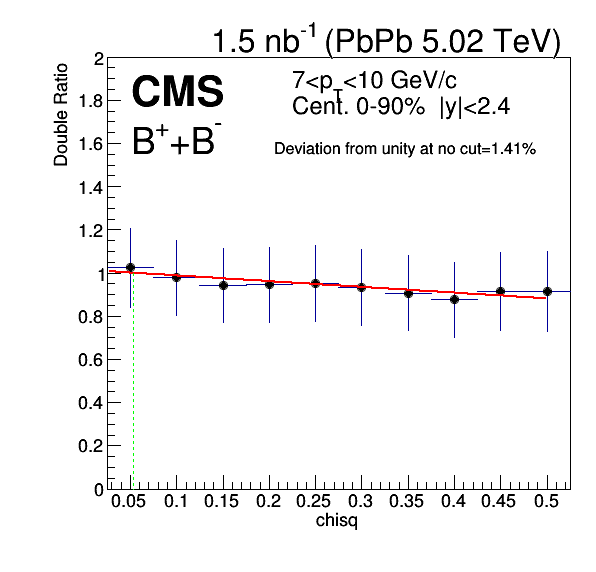 1.5 nb⁻¹ (PbPb 5.02 TeV)
CMS
B⁺+B⁻
7<p_T<10 GeV/c
Cent. 0-90% |y|<2.4
Deviation from unity at no cut=1.41%
Double Ratio
2
1.8
1.6
1.4
1.2
1
0.8
0.6
0.4
0.2
0
0.05 0.1 0.15 0.2 0.25 0.3 0.35 0.4 0.45 0.5
chisq